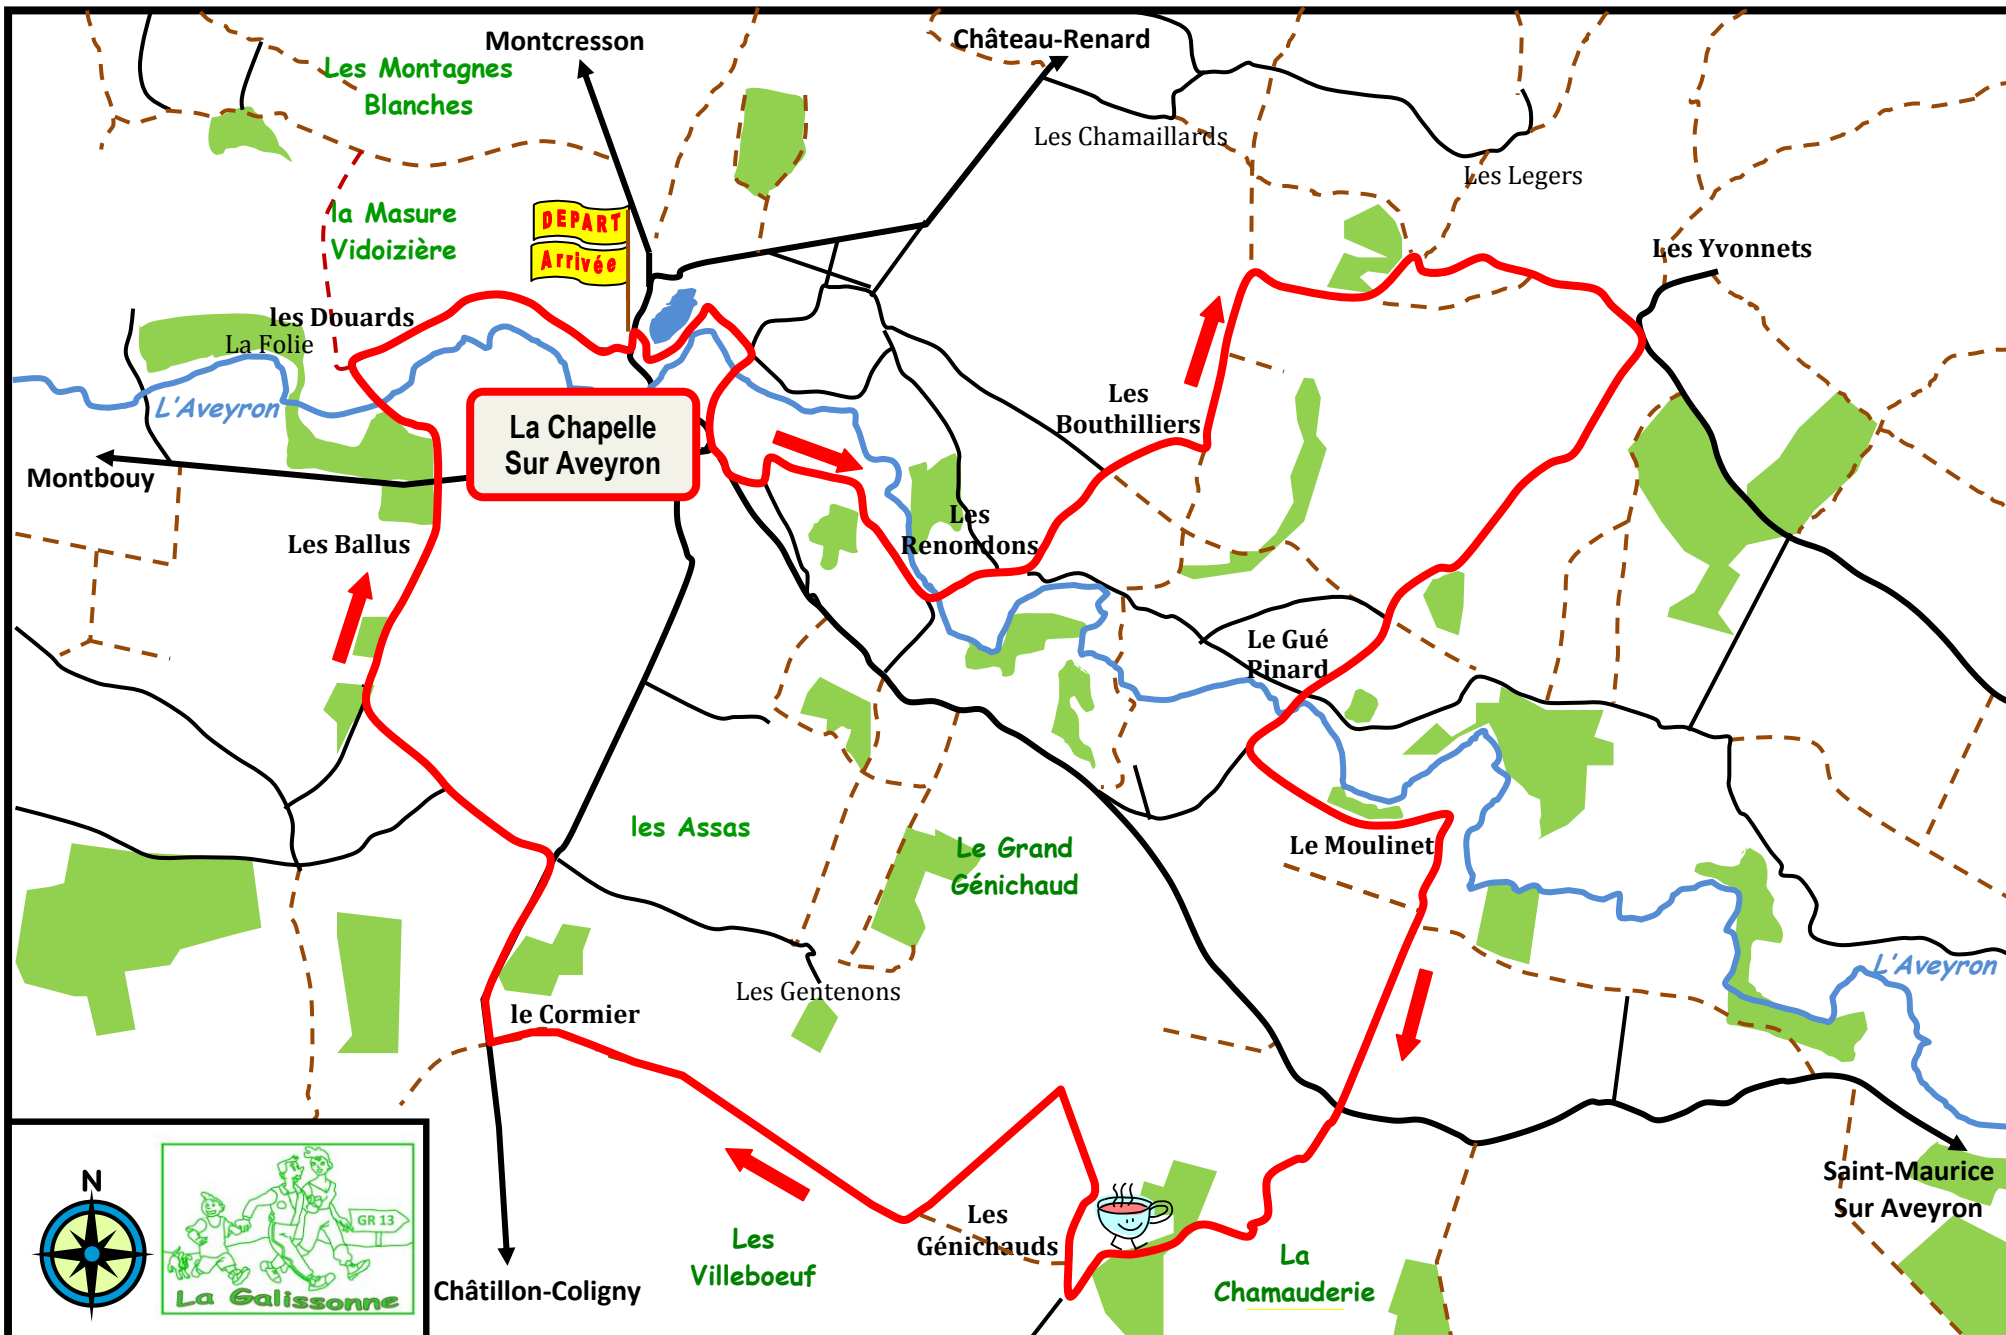 Montcresson
Château-Renard
Les Montagnes
Blanches
Les Chamaillards
Les Legers
la Masure
Vidoizière
DEPART
Arrivée
Les Yvonnets
les Douards
La Folie
L'Aveyron
La Chapelle
Sur Aveyron
Les
Bouthilliers
Montbouy
Les Ballus
Les
Renondons
Le Gué
Pinard
les Assas
Le Grand
Génichaud
Le Moulinet
Les Gentenons
L'Aveyron
le Cormier
Saint-Maurice
Sur Aveyron
Les
Génichauds
Les
Villeboeuf
La
Chamauderie
Châtillon-Coligny
N
GR 13
La Galissonne